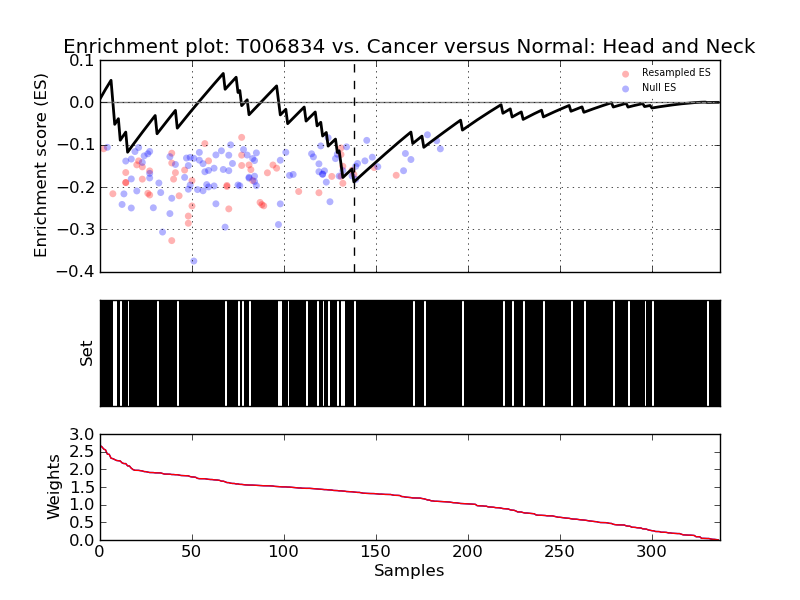 Enrichment plot: T006834 vs. Cancer versus Normal: Head and Neck
Enrichment score (ES)
0.1
0.0
−0.1
−0.2
−0.3
−0.4
Resampled ES
Null ES
Set
Weights
3.0
2.5
2.0
1.5
1.0
0.5
0.0
0 50 100 150 200 250 300
Samples